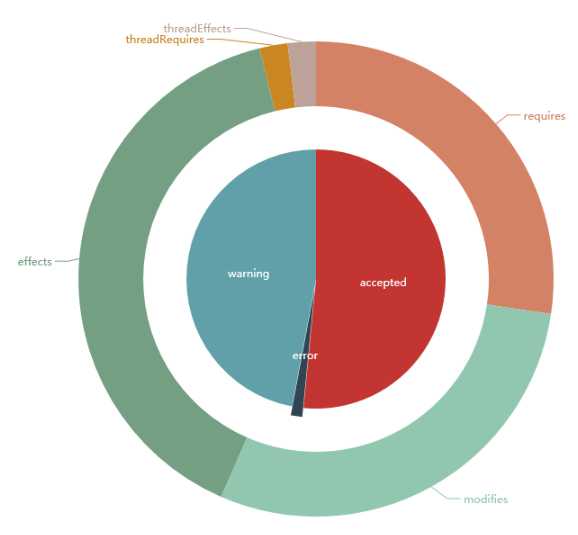 threadEffects
threadRequires
requires
effects
warning
accepted
error
modifies